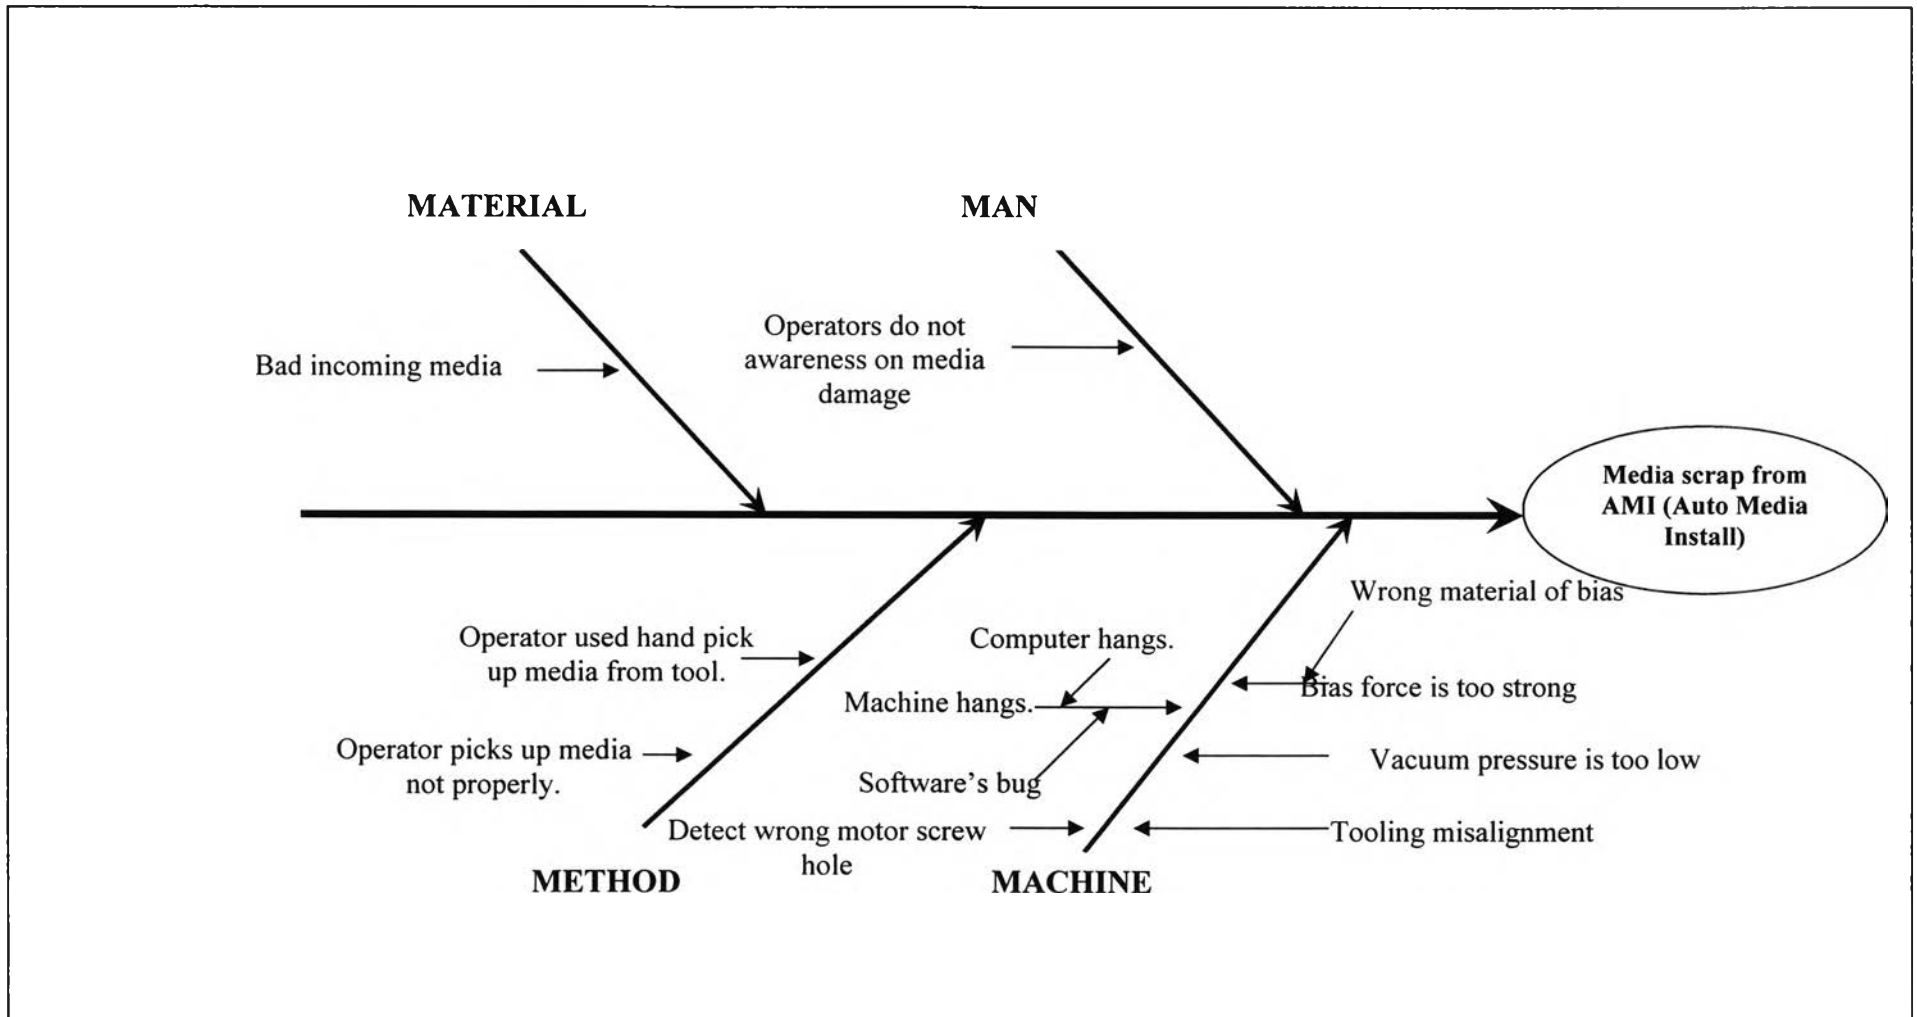 MATERIAL
MAN
Operators do not
awareness on media
damage
Bad incoming media
Media scrap from
AMI (Auto Media
Install)
Wrong material of bias
Operator used hand pick
up media from tool.
Computer hangs.
Machine hangs.
Bias force is too strong
Operator picks up media
not properly.
Software's bug
Vacuum pressure is too low
Detect wrong motor screw
hole
Tooling misalignment
METHOD
MACHINE